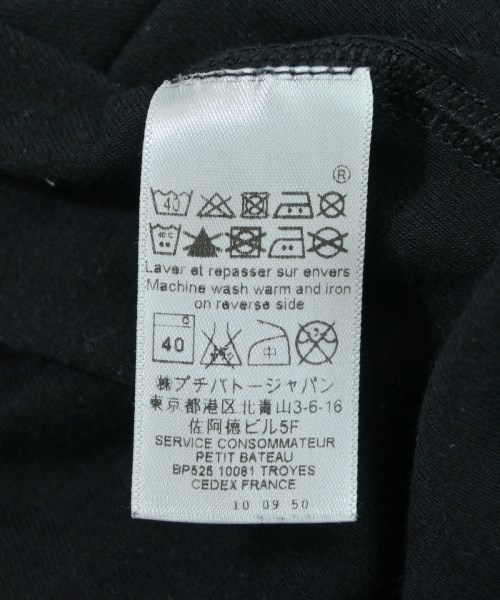 ®
40
40°C
Laver et repasser sur envers
Machine wash warm and iron
on reverse side
40 中
㈱プチバトージャパン
東京都港区北青山3-6-16
佐阿徳ビル5F
SERVICE CONSOMMATEUR
PETIT BATEAU
BP525 10081 TROYES
CEDEX FRANCE
10 09 50